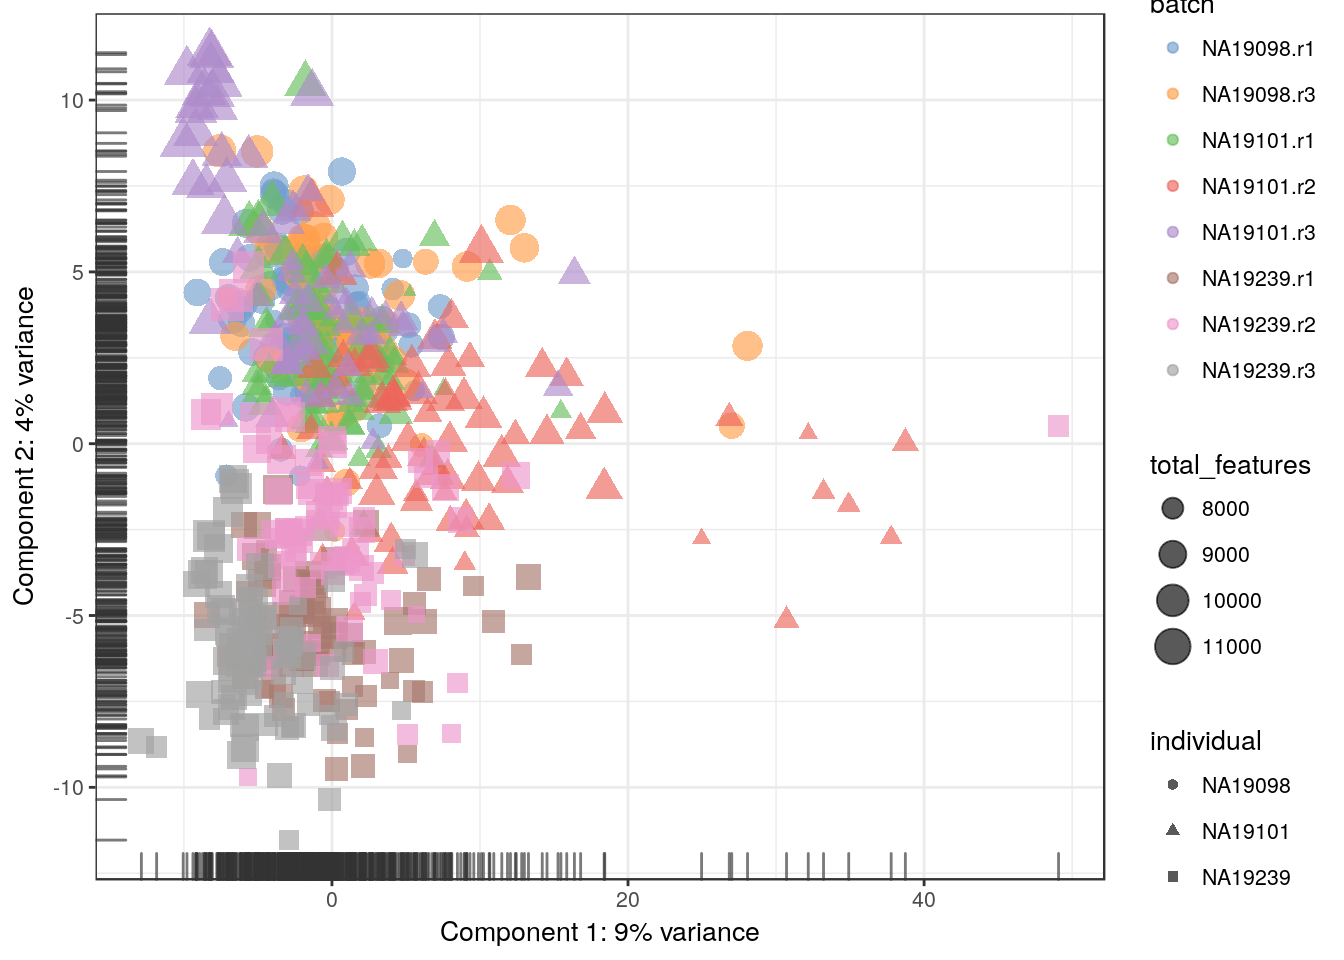 batch
NA19098.r1
NA19098.r3
NA19101.r1
NA19101.r2
NA19101.r3
NA19239.r1
NA19239.r2
NA19239.r3
total_features
8000
9000
10000
11000
individual
NA19098
NA19101
NA19239
Component 2: 4% variance
10
5
0
-5
-10
0
20
40
Component 1: 9% variance